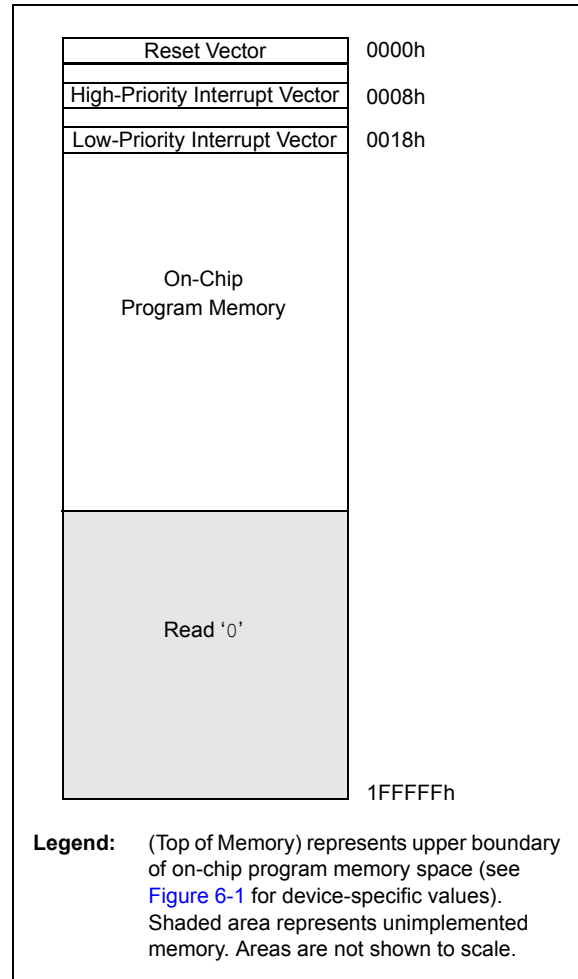 Reset Vector 0000h
High-Priority Interrupt Vector 0008h
Low-Priority Interrupt Vector 0018h
On-Chip
Program Memory
Read ‘0’
1FFFFFh
Legend: (Top of Memory) represents upper boundary
of on-chip program memory space (see
Figure 6-1 for device-specific values).
Shaded area represents unimplemented
memory. Areas are not shown to scale.